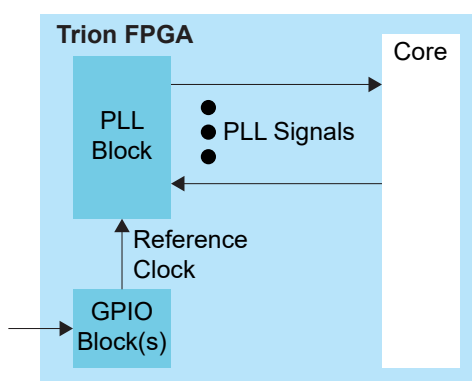 Trion FPGA
Core
PLL
Block
PLL Signals
Reference
Clock
GPIO
Block(s)